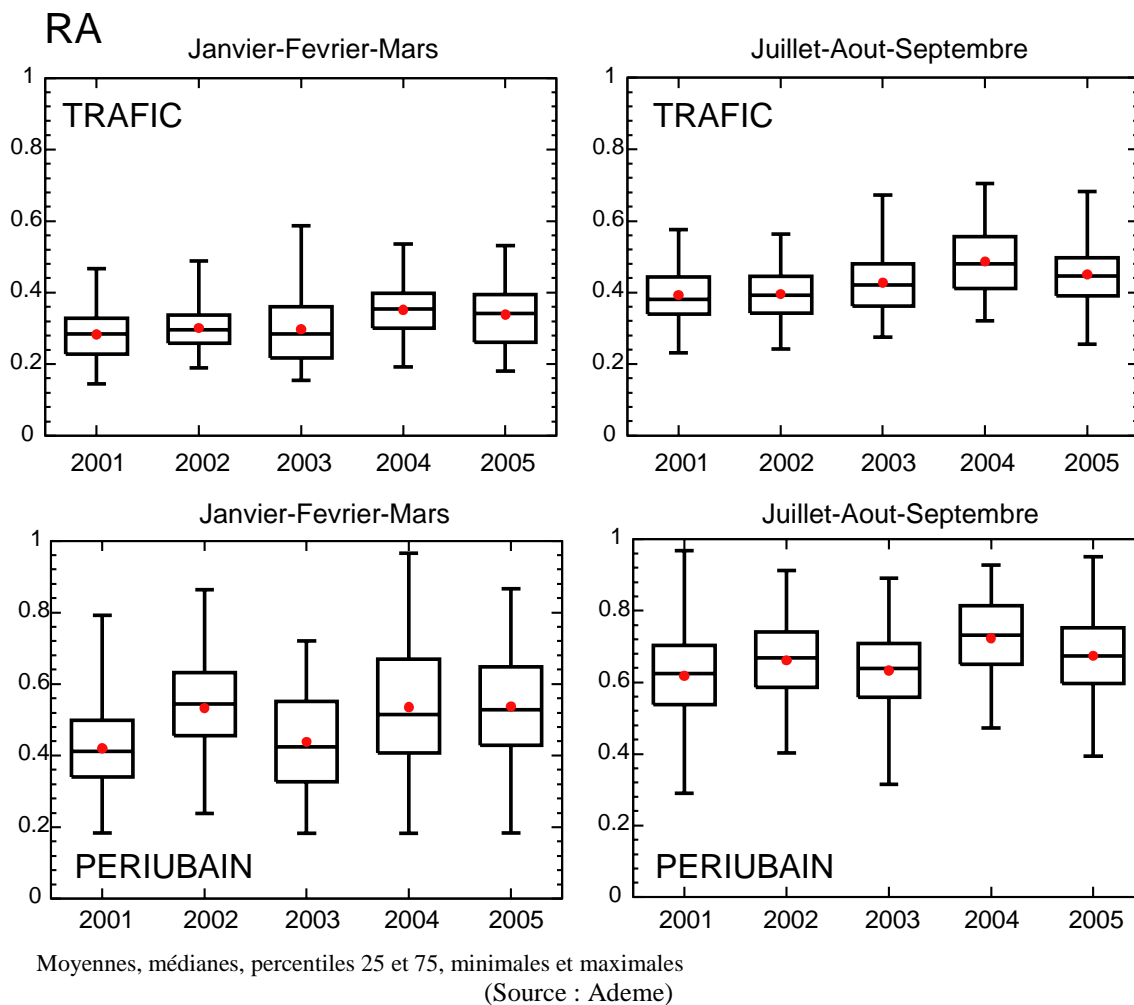 RA
Janvier-Fevrier-Mars
1
0.8
0.6
0.4
0.2
0
TRAFIC
2001 2002 2003 2004 2005
Juillet-Aout-Septembre
1
0.8
0.6
0.4
0.2
0
TRAFIC
2001 2002 2003 2004 2005
Janvier-Fevrier-Mars
1
0.8
0.6
0.4
0.2
0
PERIUBAIN
2001 2002 2003 2004 2005
Juillet-Aout-Septembre
1
0.8
0.6
0.4
0.2
0
PERIUBAIN
2001 2002 2003 2004 2005
Moyennes, médianes, percentiles 25 et 75, minimales et maximales
(Source : Ademe)